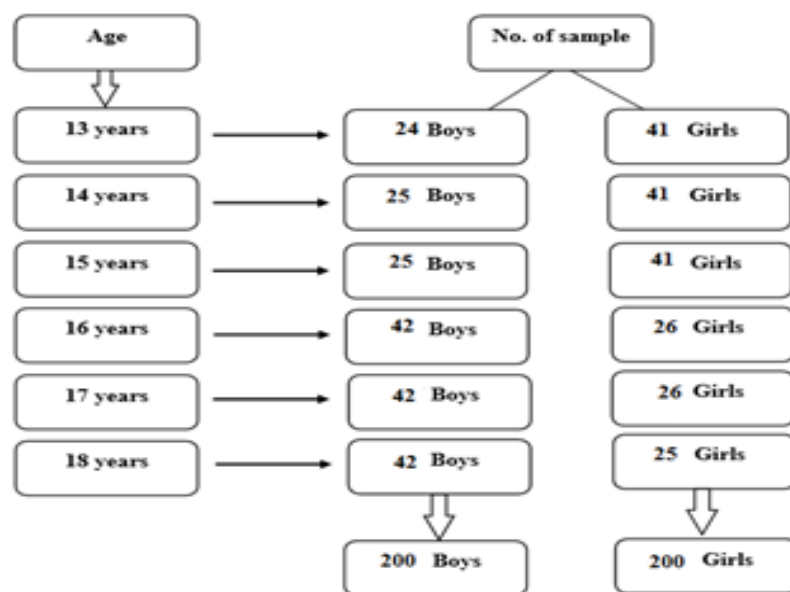 Age No. of sample
13 years 24 Boys 41 Girls
14 years 25 Boys 41 Girls
15 years 25 Boys 41 Girls
16 years 42 Boys 26 Girls
17 years 42 Boys 26 Girls
18 years 42 Boys 25 Girls
200 Boys 200 Girls